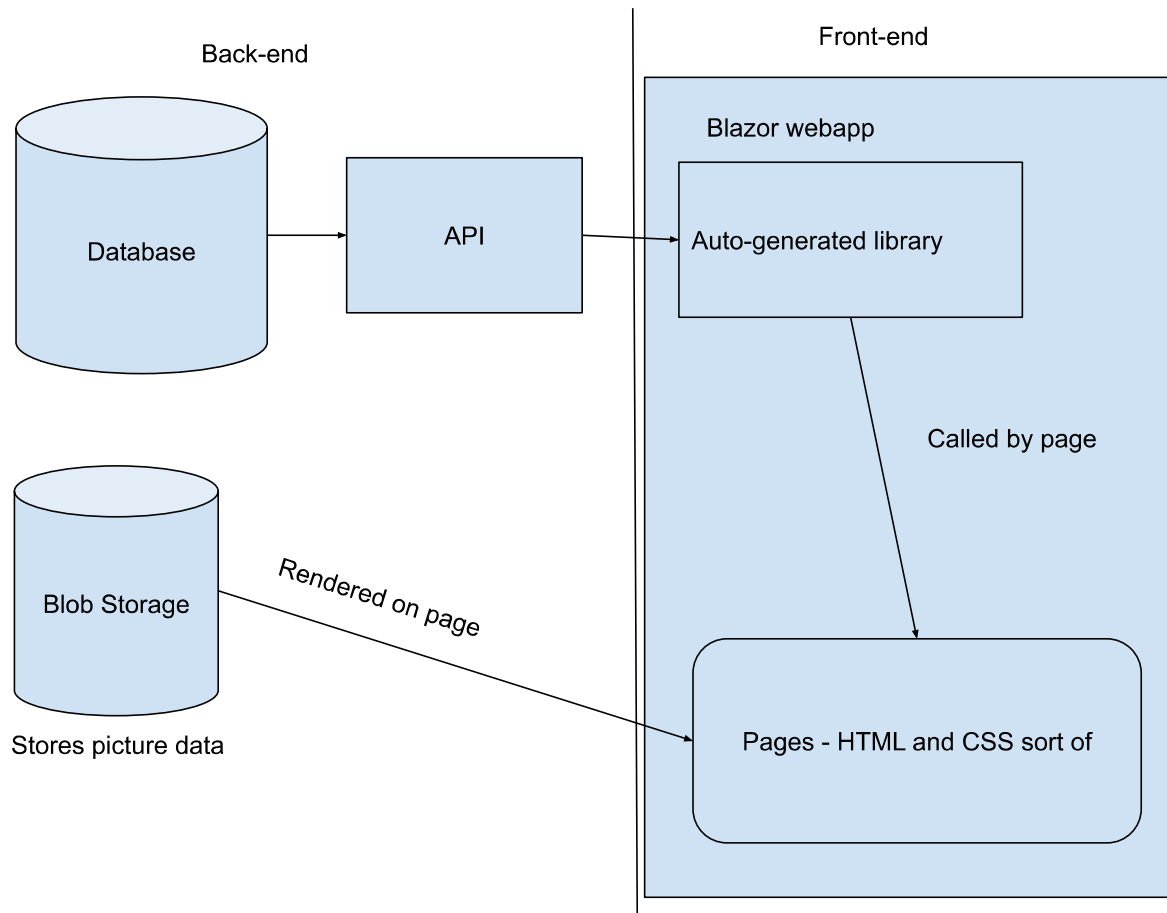 Back-end
Front-end
Blazor webapp
Database
API
Auto-generated library
Called by page
Rendered on page
Blob Storage
Stores picture data
Pages - HTML and CSS sort of